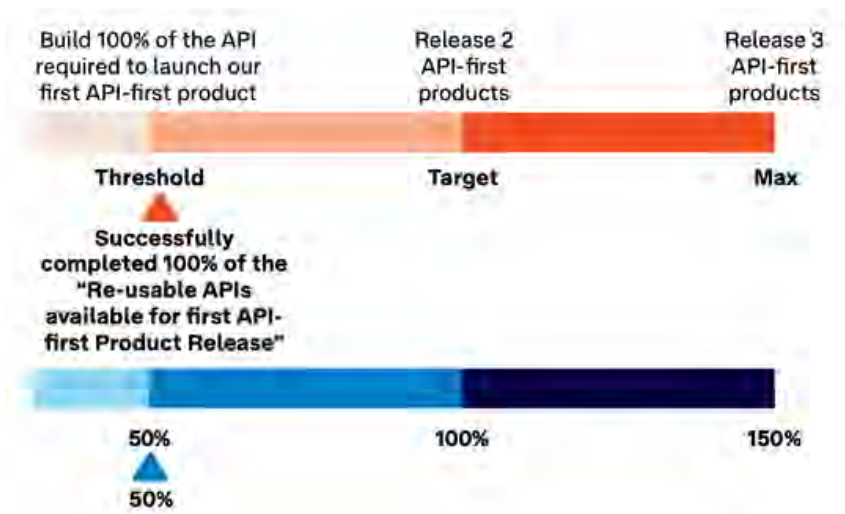 Build 100% of the API
required to launch our
first API-first product
Release 2
API-first
products
Release 3
API-first
products
Threshold
Target
Max
Successfully
completed 100% of the
“Re-usable APIs
available for first API-
first Product Release”
50%
100%
150%
50%